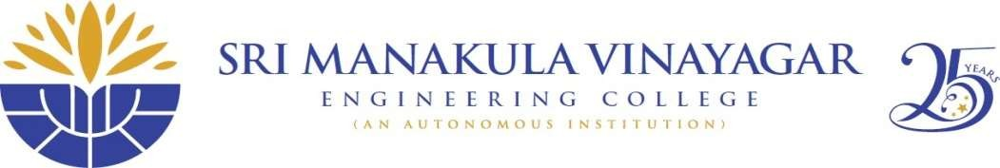 SRI MANAKULA VINAYAGAR
ENGINEERING COLLEGE
(AN AUTONOMOUS INSTITUTION)
25 YEARS